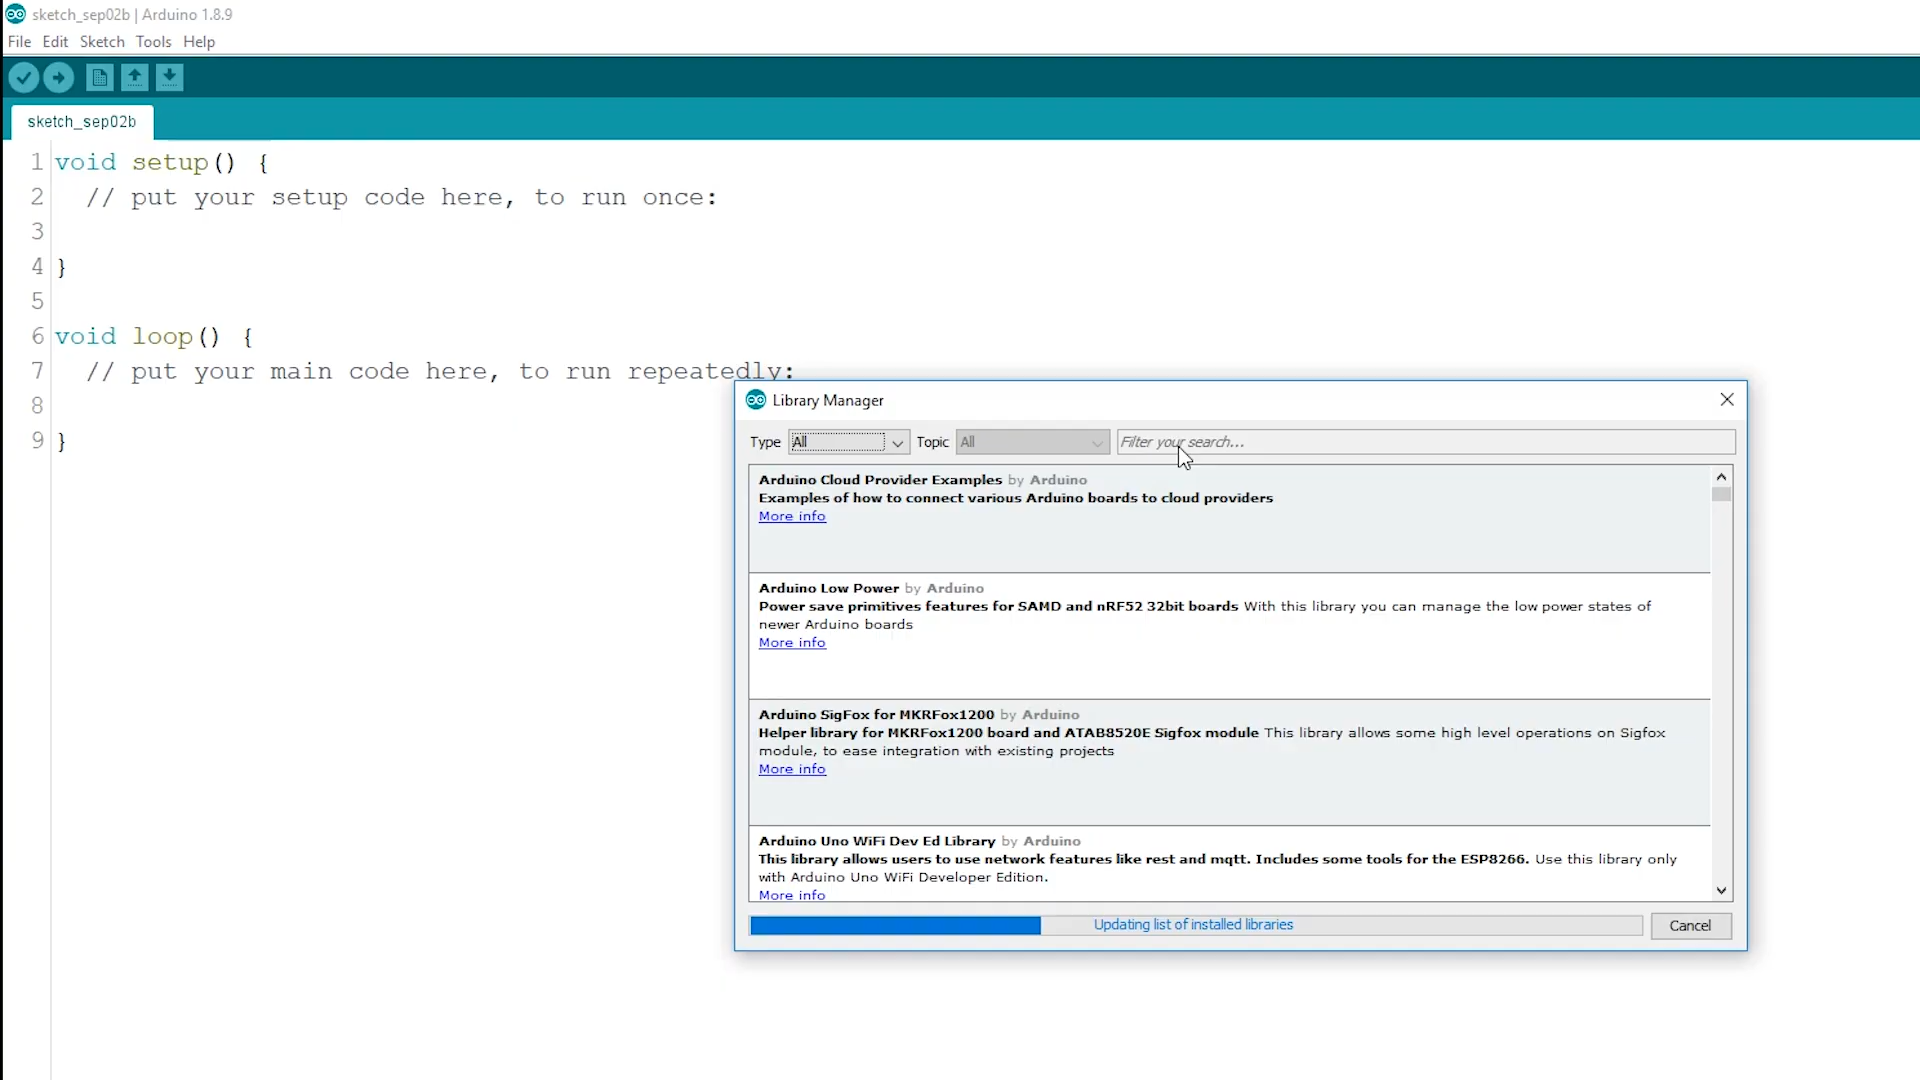 sketch_sep02b | Arduino 1.8.9
File Edit Sketch Tools Help
sketch_sep02b
1 void setup() {
2   // put your setup code here, to run once:
3
4 }
5
6 void loop() {
7   // put your main code here, to run repeatedly:
8
9 }
Library Manager
Type All Topic All Filter your search...
Arduino Cloud Provider Examples by Arduino
Examples of how to connect various Arduino boards to cloud providers
More info
Arduino Low Power by Arduino
Power save primitives features for SAMD and nRF52 32bit boards With this library you can manage the low power states of
newer Arduino boards
More info
Arduino SigFox for MKRFox1200 by Arduino
Helper library for MKRFox1200 board and ATAB8520E Sigfox module This library allows some high level operations on Sigfox
module, to ease integration with existing projects
More info
Arduino Uno WiFi Dev Ed Library by Arduino
This library allows users to use network features like rest and mqtt. Includes some tools for the ESP8266. Use this library only
with Arduino Uno WiFi Developer Edition.
More info
Updating list of installed libraries
Cancel